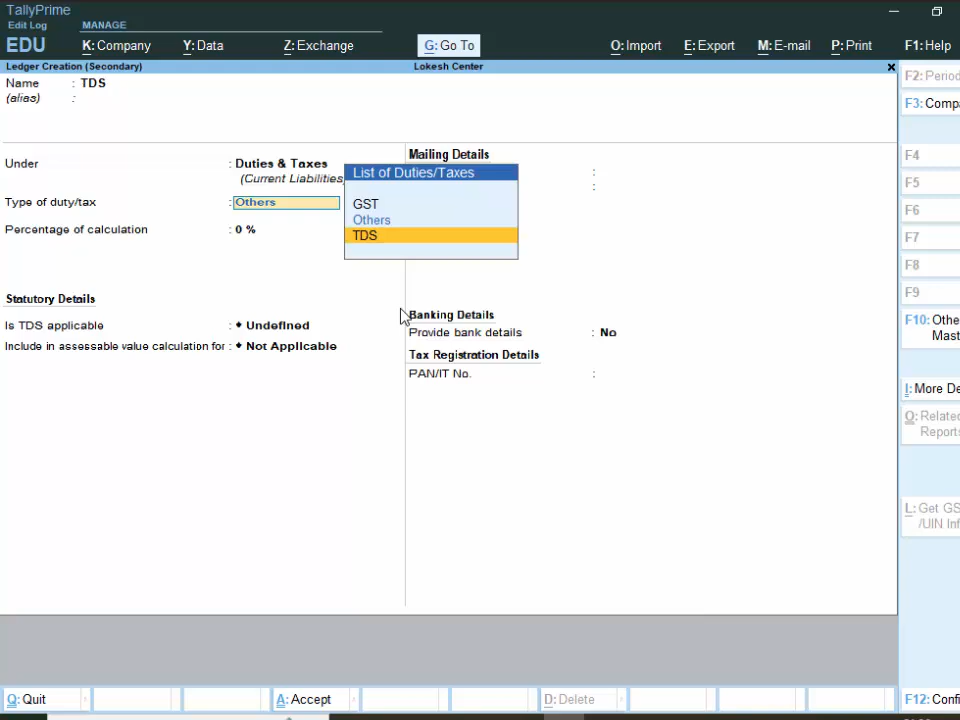 TallyPrime
Edit Log
MANAGE
EDU
K: Company
Y: Data
Z: Exchange
G: Go To
O: Import
E: Export
M: E-mail
P: Print
F1: Help
Ledger Creation (Secondary)
Lokesh Center
x
Name : TDS
(alias) :
Under : Duties & Taxes
(Current Liabilities
Type of duty/tax : Others
Percentage of calculation : 0 %
Mailing Details
:
:
List of Duties/Taxes
GST
Others
TDS
Statutory Details
Is TDS applicable : ♦ Undefined
Include in assessable value calculation for : ♦ Not Applicable
Banking Details
Provide bank details : No
Tax Registration Details
PAN/IT No. :
F2: Period
F3: Comp
F4
F5
F6
F7
F8
F9
F10: Othe
Mast
I: More De
O: Related
Reports
L: Get GS
/UIN Inf
Q: Quit
A: Accept
D: Delete
F12: Confi